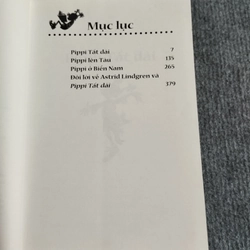 Mục lục
Pippi Tất dài 7
Pippi lên Tàu 135
Pippi ở Biển Nam 265
Đôi lời về Astrid Lindgren và
Pippi Tất dài 379